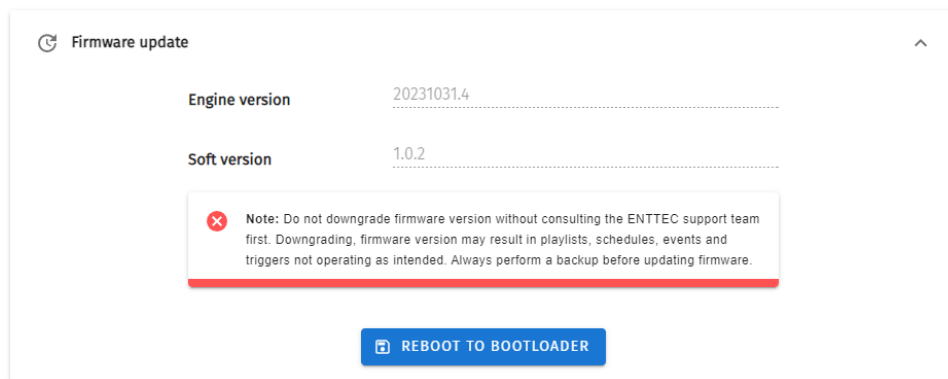 Firmware update
Engine version
20231031.4
Soft version
1.0.2
Note: Do not downgrade firmware version without consulting the ENTTEC support team
first. Downgrading, firmware version may result in playlists, schedules, events and
triggers not operating as intended. Always perform a backup before updating firmware.
REBOOT TO BOOTLOADER